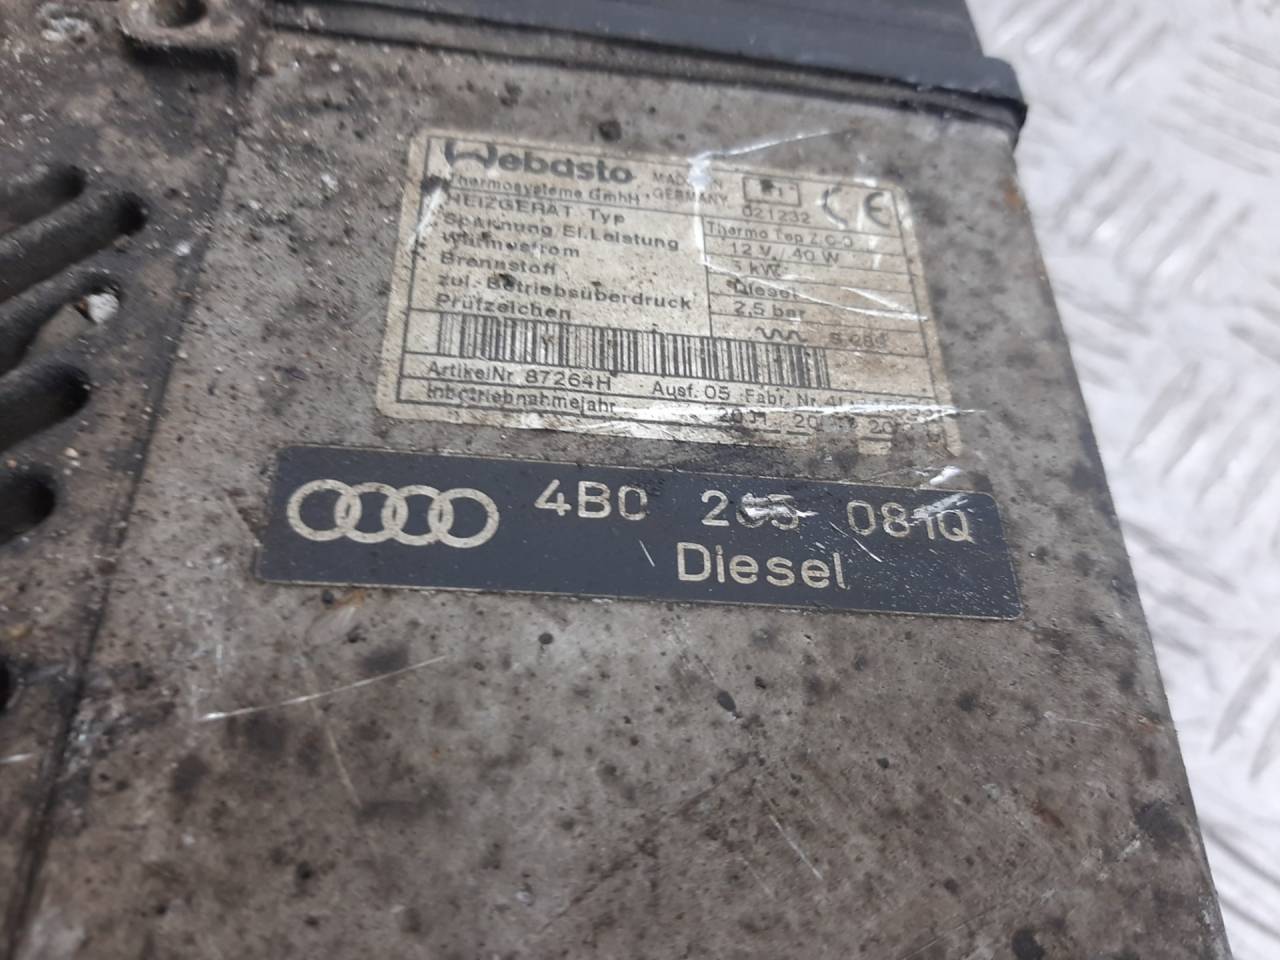 Webasto MADE IN
Thermosysteme GmbH · GERMANY
021232 CE
HEIZGERÄT Typ Thermo Top Z/C-D
Spannung El.Leistung 12 V / 40 W
Wärmestrom 5 kW
Brennstoff Diesel
zul. Betriebsüberdruck 2,5 bar
Prüfzeichen S 089
ArtikelNr. 87264H Ausf. 05 Fabr. Nr.
Inbetriebnahmejahr 2001
4B0 265 081Q
Diesel